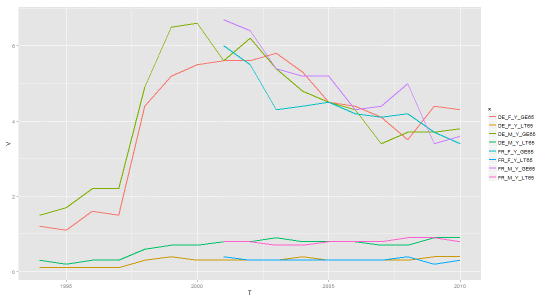 6
4
2
0
V
1995
2000
2005
2010
T
x
DE_F_Y_GE65
DE_F_Y_LT65
DE_M_Y_GE65
DE_M_Y_LT65
FR_F_Y_GE65
FR_F_Y_LT65
FR_M_Y_GE65
FR_M_Y_LT65